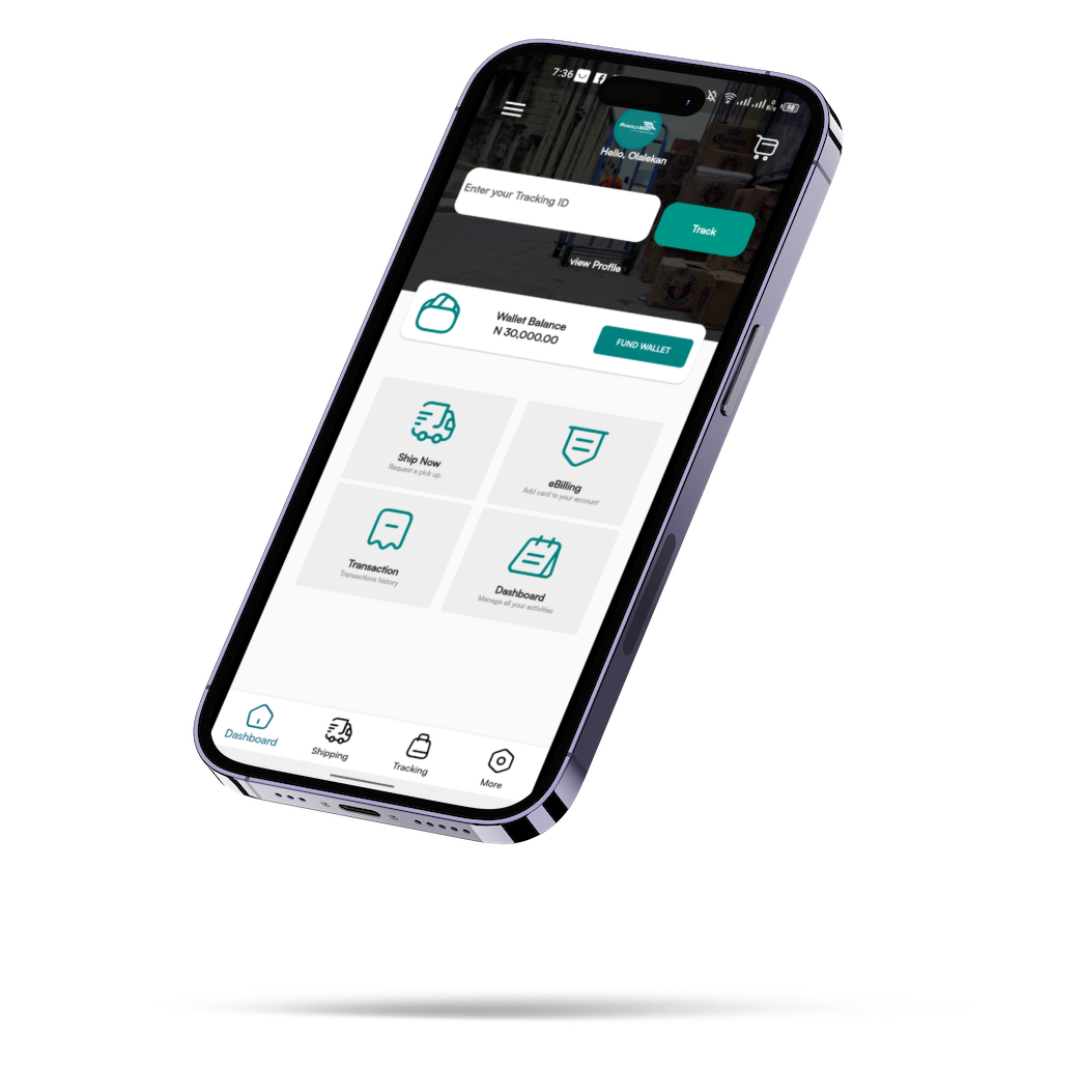 7:36
Hello, Olalekan
Enter your Tracking ID
Track
view Profile
Wallet Balance
N 30,000.00
FUND WALLET
Ship Now
Request a pick up
eBilling
Add card to your account
Transaction
Transactions history
Dashboard
Manage all your activities
Dashboard
Shipping
Tracking
More